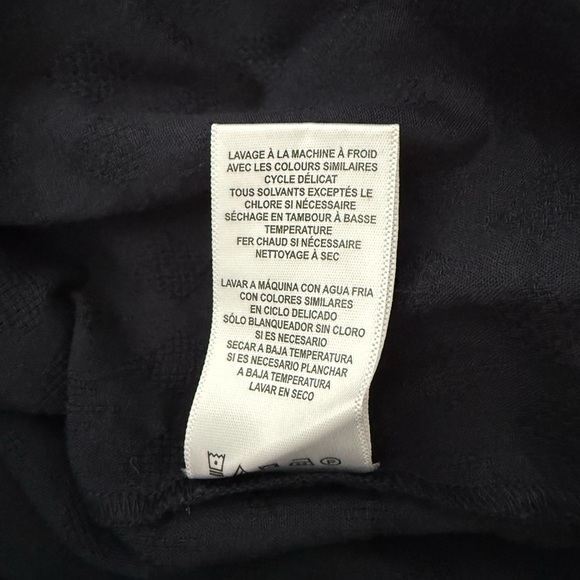 LAVAGE À LA MACHINE À FROID
AVEC LES COLOURS SIMILAIRES
CYCLE DÉLICAT
TOUS SOLVANTS EXCEPTÉS LE
CHLORE SI NÉCESSAIRE
SÉCHAGE EN TAMBOUR À BASSE
TEMPERATURE
FER CHAUD SI NÉCESSAIRE
NETTOYAGE À SEC
LAVAR A MÁQUINA CON AGUA FRIA
CON COLORES SIMILARES
EN CICLO DELICADO
SÓLO BLANQUEADOR SIN CLORO
SI ES NECESARIO
SECAR A BAJA TEMPERATURA
SI ES NECESARIO PLANCHAR
A BAJA TEMPERATURA
LAVAR EN SECO
P